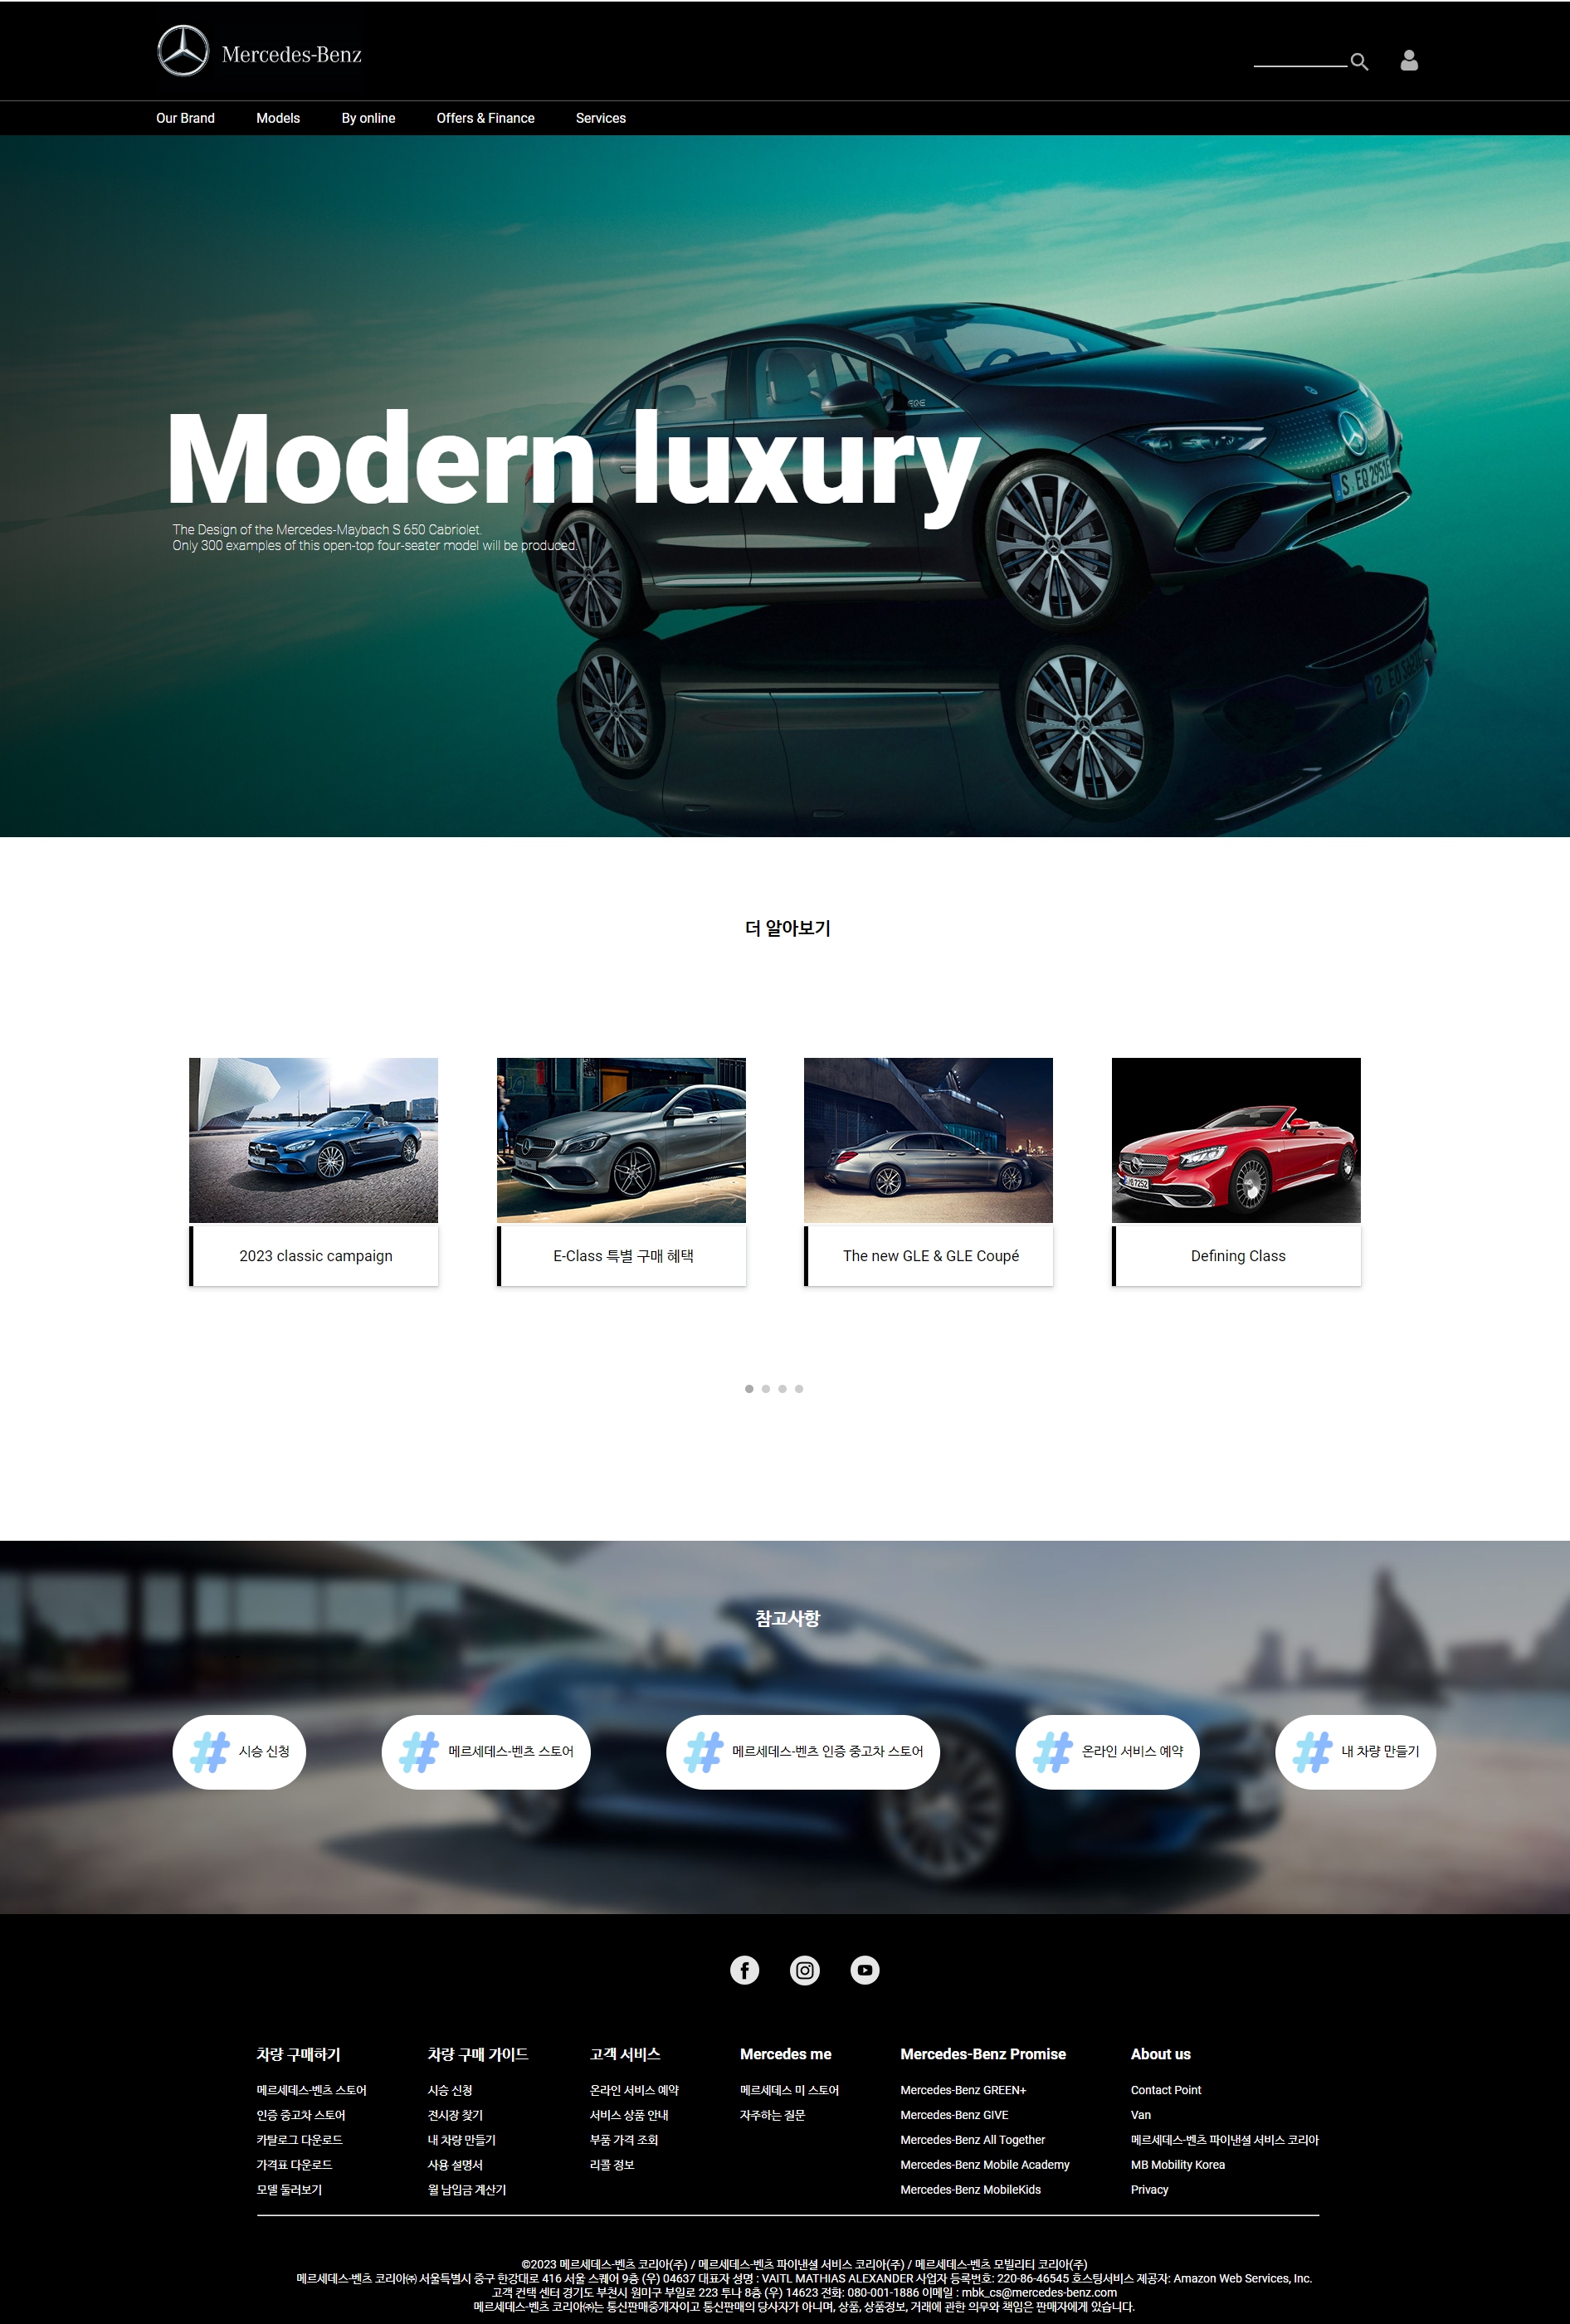 Mercedes-Benz
Our Brand Models By online Offers & Finance Services
EQE
Modern luxury
S EQ 2951E
The Design of the Mercedes-Maybach S 650 Cabriolet.
Only 300 examples of this open-top four-seater model will be produced.
더 알아보기
2023 classic campaign
E-Class 특별 구매 혜택
The new GLE & GLE Coupé
Defining Class
참고사항
# 시승 신청
# 메르세데스-벤츠 스토어
# 메르세데스-벤츠 인증 중고차 스토어
# 온라인 서비스 예약
# 내 차량 만들기
차량 구매하기
메르세데스-벤츠 스토어
인증 중고차 스토어
카탈로그 다운로드
가격표 다운로드
모델 둘러보기
차량 구매 가이드
시승 신청
전시장 찾기
내 차량 만들기
사용 설명서
월 납입금 계산기
고객 서비스
온라인 서비스 예약
서비스 상품 안내
부품 가격 조회
리콜 정보
Mercedes me
메르세데스 미 스토어
자주하는 질문
Mercedes-Benz Promise
Mercedes-Benz GREEN+
Mercedes-Benz GIVE
Mercedes-Benz All Together
Mercedes-Benz Mobile Academy
Mercedes-Benz MobileKids
About us
Contact Point
Van
메르세데스-벤츠 파이낸셜 서비스 코리아
MB Mobility Korea
Privacy
©2023 메르세데스-벤츠 코리아(주) / 메르세데스-벤츠 파이낸셜 서비스 코리아(주) / 메르세데스-벤츠 모빌리티 코리아(주)
메르세데스-벤츠 코리아㈜ 서울특별시 중구 한강대로 416 서울 스퀘어 9층 (우) 04637 대표자 성명 : VAITL MATHIAS ALEXANDER 사업자 등록번호: 220-86-46545 호스팅서비스 제공자: Amazon Web Services, Inc.
고객 컨택 센터 경기도 부천시 원미구 부일로 223 투나 8층 (우) 14623 전화: 080-001-1886 이메일 : mbk_cs@mercedes-benz.com
메르세데스-벤츠 코리아㈜는 통신판매중개자이고 통신판매의 당사자가 아니며, 상품, 상품정보, 거래에 관한 의무와 책임은 판매자에게 있습니다.